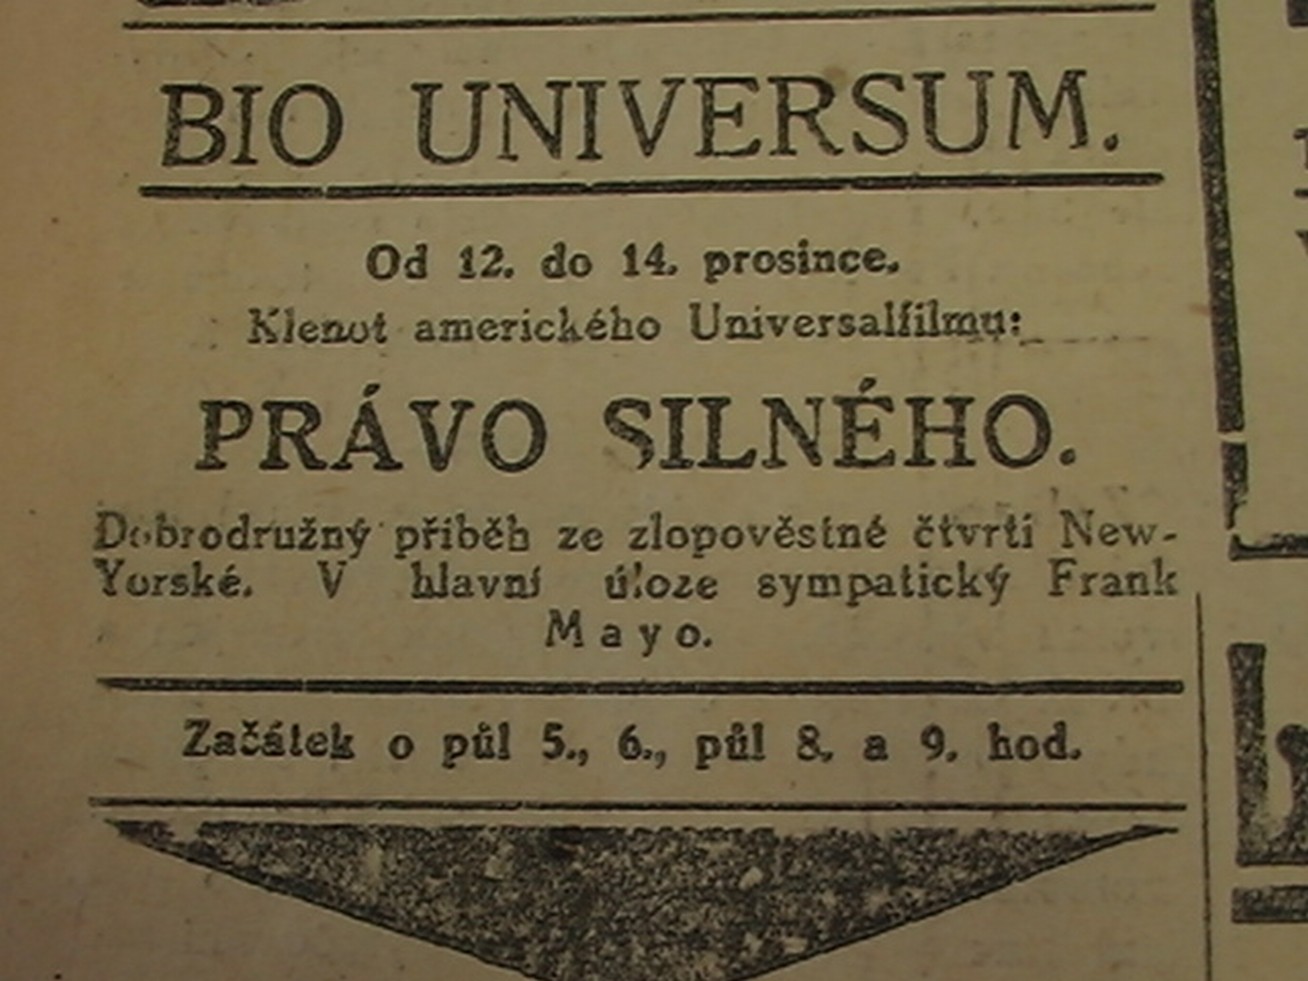 BIO UNIVERSUM.
Od 12. do 14. prosince.
Klenot amerického Universalfilmu:
PRÁVO SILNÉHO.
Dobrodružný příběh ze zlopověstné čtvrti New-
Yorské. V hlavní úloze sympatický Frank
Mayo.
Začátek o půl 5., 6., půl 8. a 9. hod.